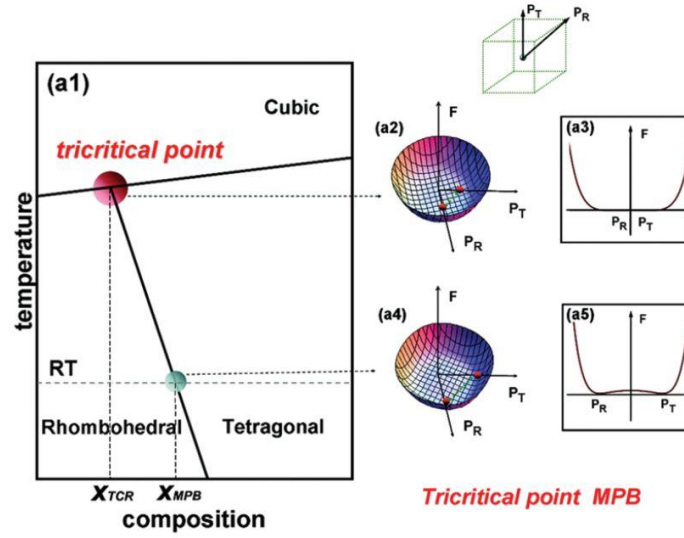 P_T
P_R
(a1)
Cubic
tricritical point
temperature
RT
Rhombohedral
Tetragonal
X_TCR
X_MPB
composition
(a2)
F
P_T
P_R
(a3)
F
P_R
P_T
(a4)
F
P_T
P_R
(a5)
F
P_R
P_T
Tricritical point MPB